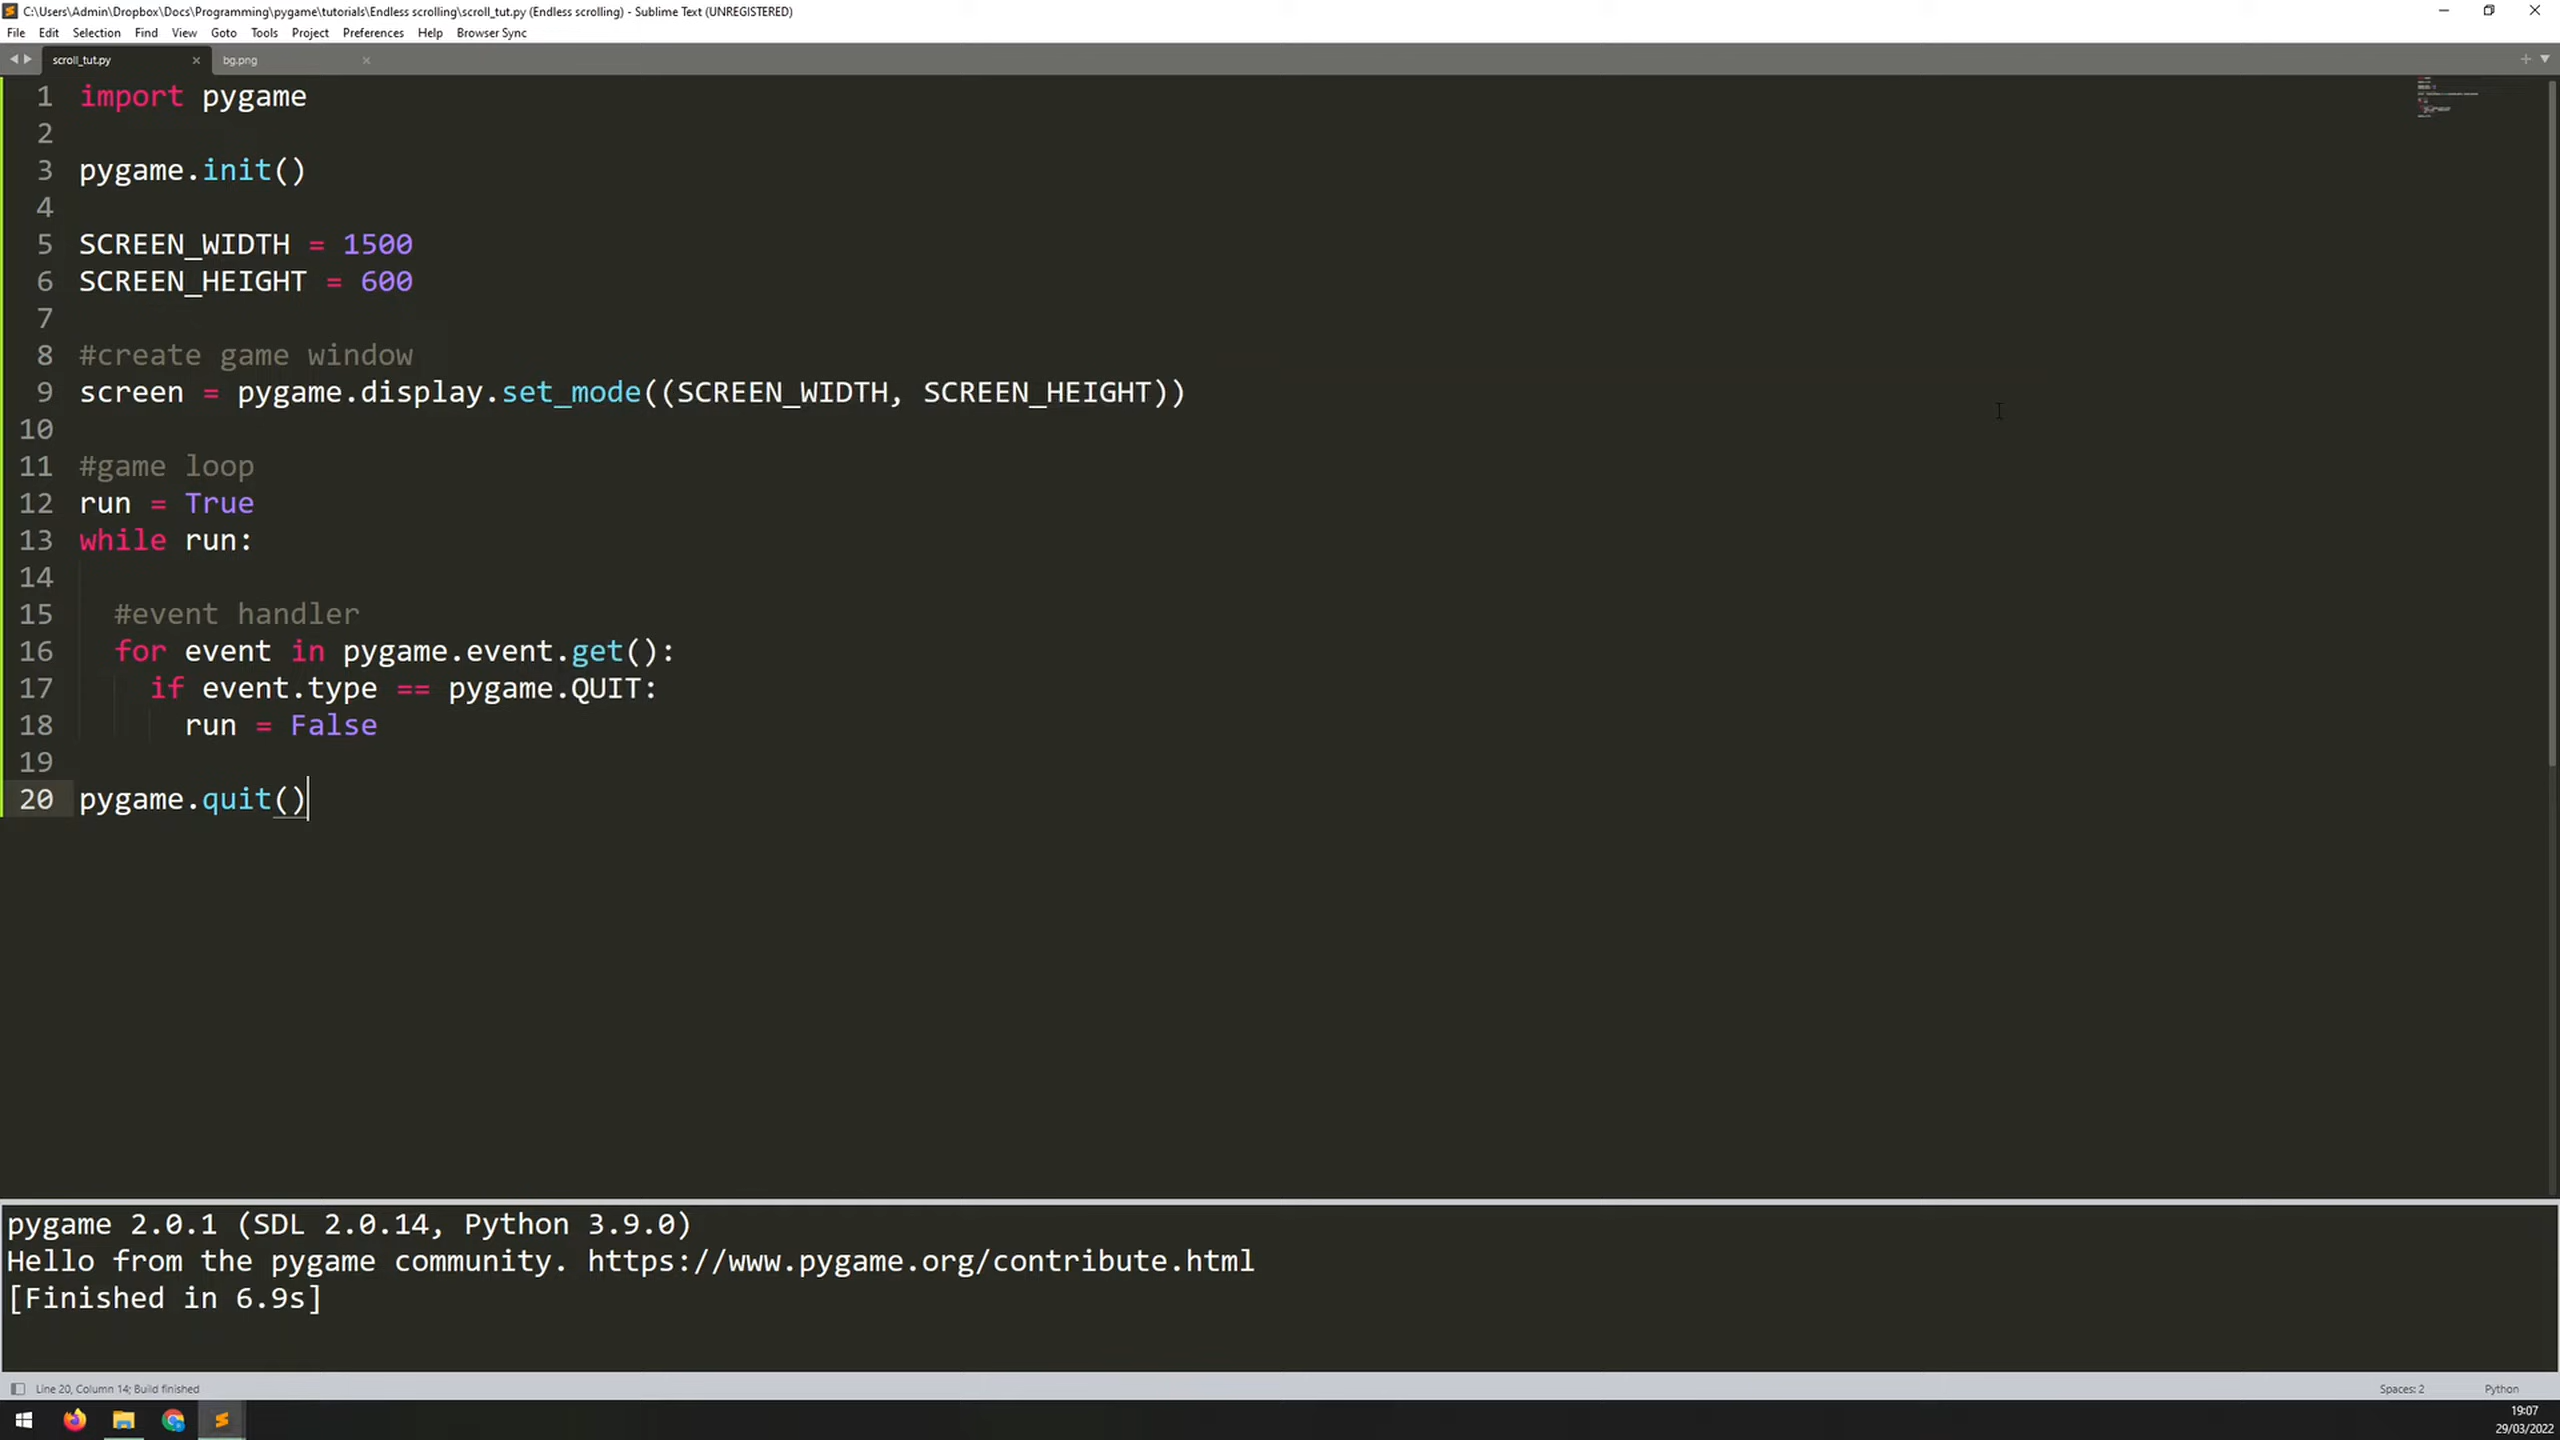 C:\Users\Admin\Dropbox\Docs\Programming\pygame\tutorials\Endless scrolling\scroll_tut.py (Endless scrolling) - Sublime Text (UNREGISTERED)
File Edit Selection Find View Goto Tools Project Preferences Help Browser Sync
scroll_tut.py bg.png
1 import pygame
2
3 pygame.init()
4
5 SCREEN_WIDTH = 1500
6 SCREEN_HEIGHT = 600
7
8 #create game window
9 screen = pygame.display.set_mode((SCREEN_WIDTH, SCREEN_HEIGHT))
10
11 #game loop
12 run = True
13 while run:
14
15   #event handler
16   for event in pygame.event.get():
17     if event.type == pygame.QUIT:
18       run = False
19
20 pygame.quit()
pygame 2.0.1 (SDL 2.0.14, Python 3.9.0)
Hello from the pygame community. https://www.pygame.org/contribute.html
[Finished in 6.9s]
Line 20, Column 14; Build finished Spaces: 2 Python
19:07
29/03/2022